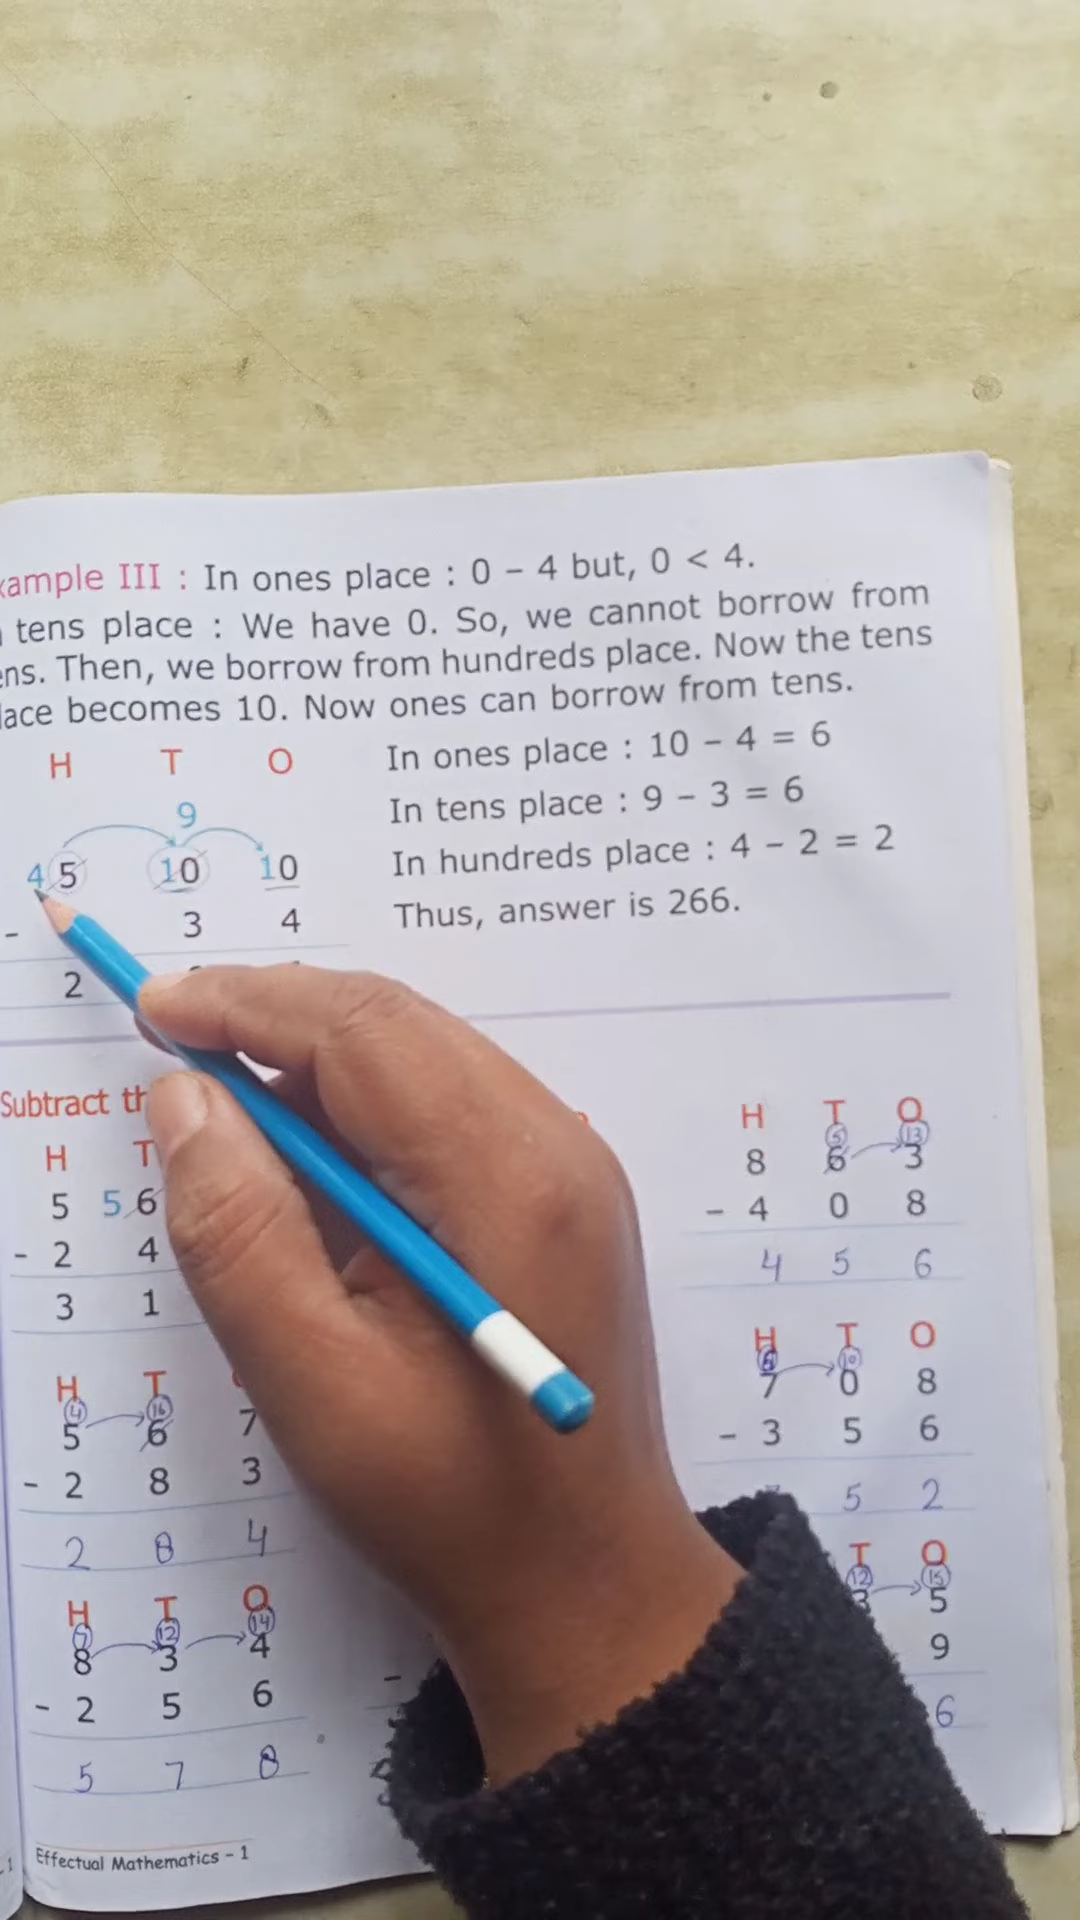 xample III : In ones place : 0 – 4 but, 0 < 4.
tens place : We have 0. So, we cannot borrow from
ens. Then, we borrow from hundreds place. Now the tens
lace becomes 10. Now ones can borrow from tens.
H T O
9
4 5 10 10
– 3 4
2
In ones place : 10 – 4 = 6
In tens place : 9 – 3 = 6
In hundreds place : 4 – 2 = 2
Thus, answer is 266.
Subtract th
H T
5 5 6
– 2 4
3 1
H T O
5 13
8 6 3
– 4 0 8
4 5 6
H T
4 16
5 6 7
– 2 8 3
2 8 4
H T O
6 10
7 0 8
– 3 5 6
5 2
H T O
7 12 14
8 3 4
– 2 5 6
5 7 8
T O
12 15
3 5
– 9
6
Effectual Mathematics – 1